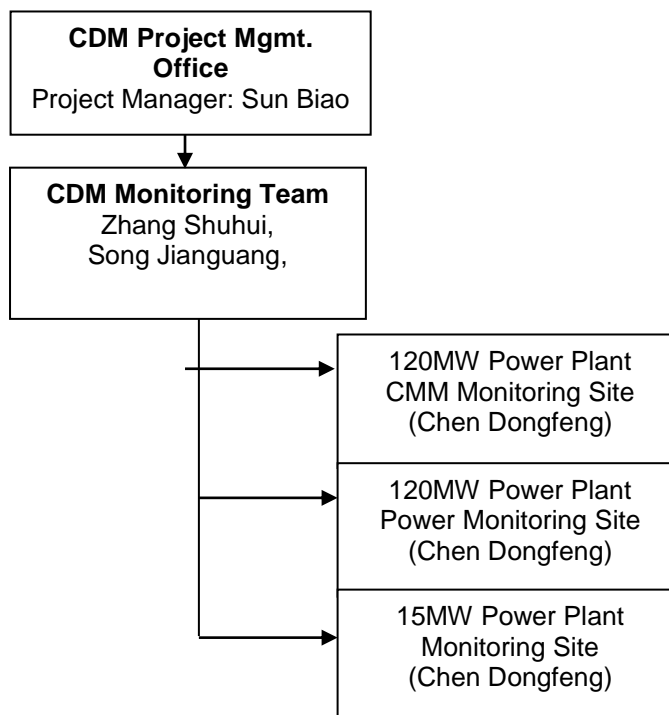 CDM Project Mgmt.
Office
Project Manager: Sun Biao
CDM Monitoring Team
Zhang Shuhui,
Song Jianguang,
120MW Power Plant
CMM Monitoring Site
(Chen Dongfeng)
120MW Power Plant
Power Monitoring Site
(Chen Dongfeng)
15MW Power Plant
Monitoring Site
(Chen Dongfeng)